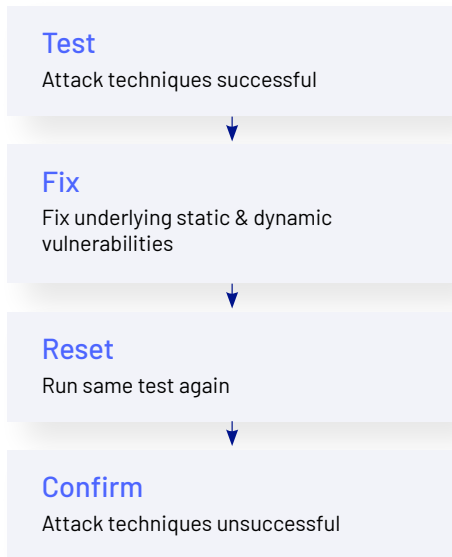 Test
Attack techniques successful
Fix
Fix underlying static & dynamic
vulnerabilities
Reset
Run same test again
Confirm
Attack techniques unsuccessful